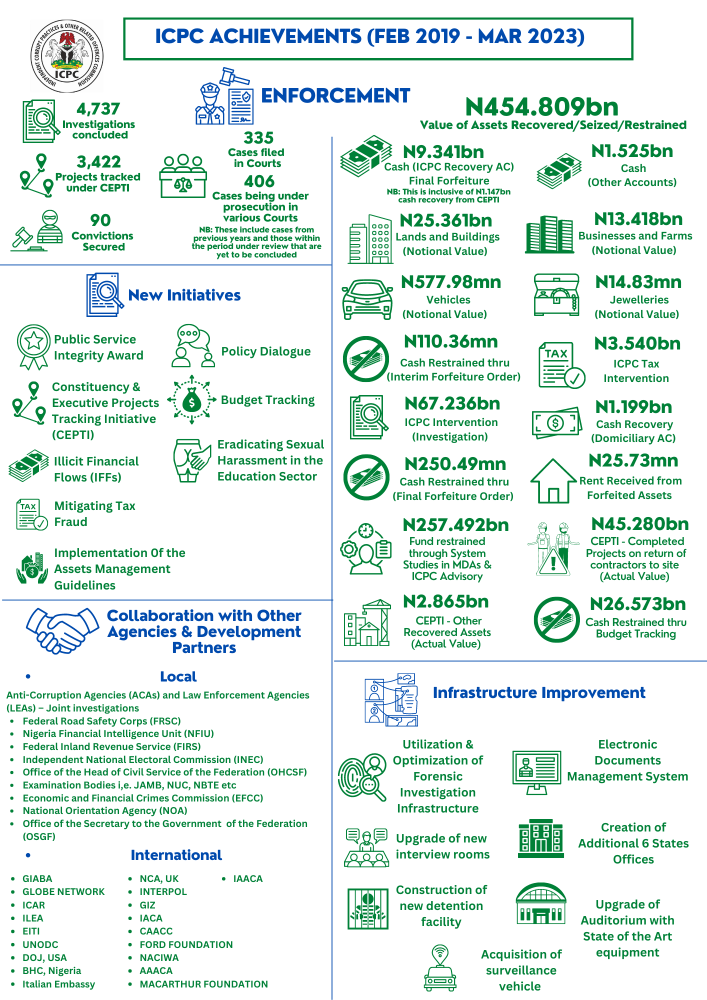 INDEPENDENT CORRUPT PRACTICES & OTHER RELATED OFFENCES COMMISSION
ICPC
ICPC ACHIEVEMENTS (FEB 2019 - MAR 2023)
ENFORCEMENT
4,737
Investigations
concluded
3,422
Projects tracked
under CEPTI
90
Convictions
Secured
335
Cases filed
in Courts
406
Cases being under
prosecution in
various Courts
NB: These include cases from
previous years and those within
the period under review that are
yet to be concluded
N454.809bn
Value of Assets Recovered/Seized/Restrained
N9.341bn
Cash (ICPC Recovery AC)
Final Forfeiture
NB: This is inclusive of N1.147bn
cash recovery from CEPTI
N1.525bn
Cash
(Other Accounts)
N25.361bn
Lands and Buildings
(Notional Value)
N13.418bn
Businesses and Farms
(Notional Value)
N577.98mn
Vehicles
(Notional Value)
N14.83mn
Jewelleries
(Notional Value)
N110.36mn
Cash Restrained thru
(Interim Forfeiture Order)
TAX
N3.540bn
ICPC Tax
Intervention
N67.236bn
ICPC Intervention
(Investigation)
$
N1.199bn
Cash Recovery
(Domiciliary AC)
N250.49mn
Cash Restrained thru
(Final Forfeiture Order)
N25.73mn
Rent Received from
Forfeited Assets
N257.492bn
Fund restrained
through System
Studies in MDAs &
ICPC Advisory
!
N45.280bn
CEPTI - Completed
Projects on return of
contractors to site
(Actual Value)
N2.865bn
CEPTI - Other
Recovered Assets
(Actual Value)
N26.573bn
Cash Restrained thru
Budget Tracking
New Initiatives
Public Service
Integrity Award
Policy Dialogue
Constituency &
Executive Projects
Tracking Initiative
(CEPTI)
$
Budget Tracking
Illicit Financial
Flows (IFFs)
Eradicating Sexual
Harassment in the
Education Sector
TAX
Mitigating Tax
Fraud
$
Implementation Of the
Assets Management
Guidelines
Collaboration with Other
Agencies & Development
Partners
• Local
Anti-Corruption Agencies (ACAs) and Law Enforcement Agencies
(LEAs) – Joint investigations
• Federal Road Safety Corps (FRSC)
• Nigeria Financial Intelligence Unit (NFIU)
• Federal Inland Revenue Service (FIRS)
• Independent National Electoral Commission (INEC)
• Office of the Head of Civil Service of the Federation (OHCSF)
• Examination Bodies i,e. JAMB, NUC, NBTE etc
• Economic and Financial Crimes Commission (EFCC)
• National Orientation Agency (NOA)
• Office of the Secretary to the Government of the Federation
(OSGF)
• International
• GIABA
• GLOBE NETWORK
• ICAR
• ILEA
• EITI
• UNODC
• DOJ, USA
• BHC, Nigeria
• Italian Embassy
• NCA, UK
• INTERPOL
• GIZ
• IACA
• CAACC
• FORD FOUNDATION
• NACIWA
• AAACA
• MACARTHUR FOUNDATION
• IAACA
1
2
Infrastructure Improvement
Utilization &
Optimization of
Forensic
Investigation
Infrastructure
Electronic
Documents
Management System
Upgrade of new
interview rooms
Creation of
Additional 6 States
Offices
Construction of
new detention
facility
Upgrade of
Auditorium with
State of the Art
equipment
Acquisition of
surveillance
vehicle